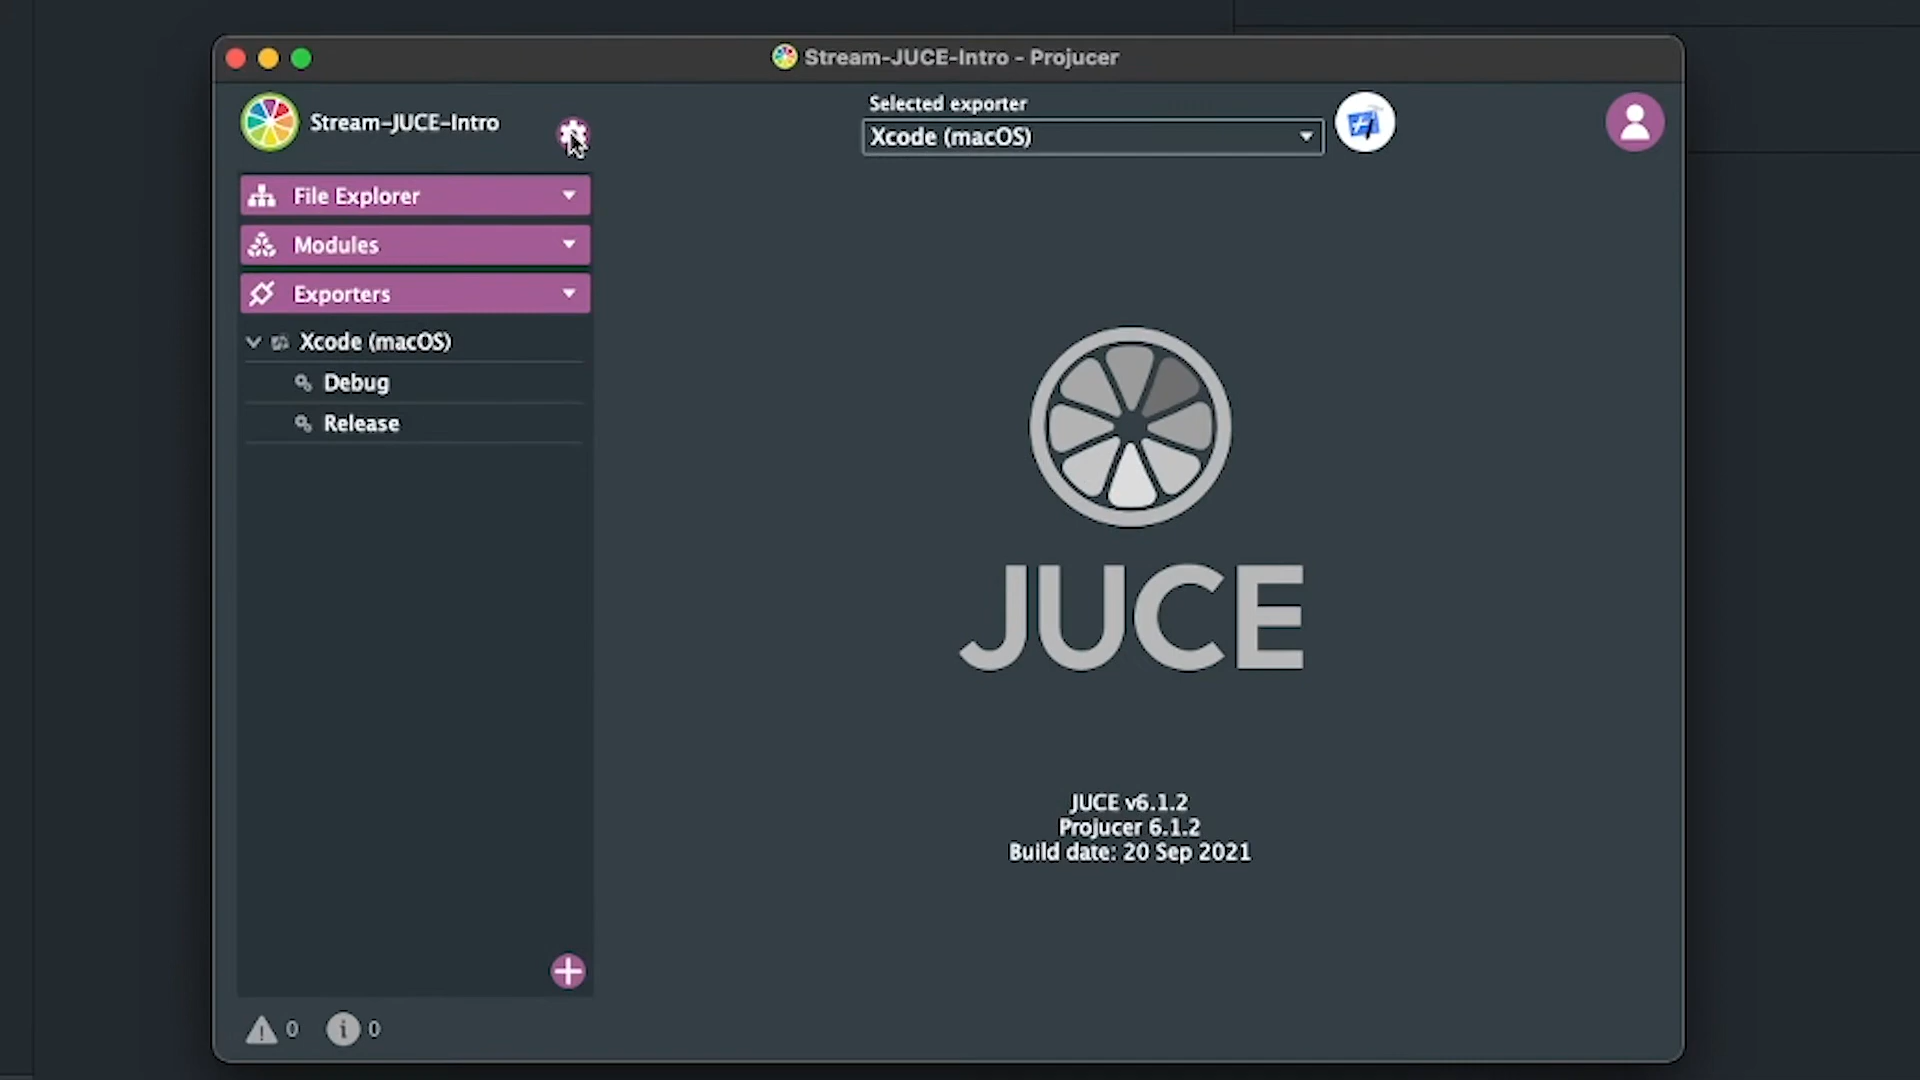 Stream-JUCE-Intro - Projucer
Stream-JUCE-Intro
Selected exporter
Xcode (macOS)
File Explorer
Modules
Exporters
Xcode (macOS)
Debug
Release
JUCE
JUCE v6.1.2
Projucer 6.1.2
Build date: 20 Sep 2021
0 0